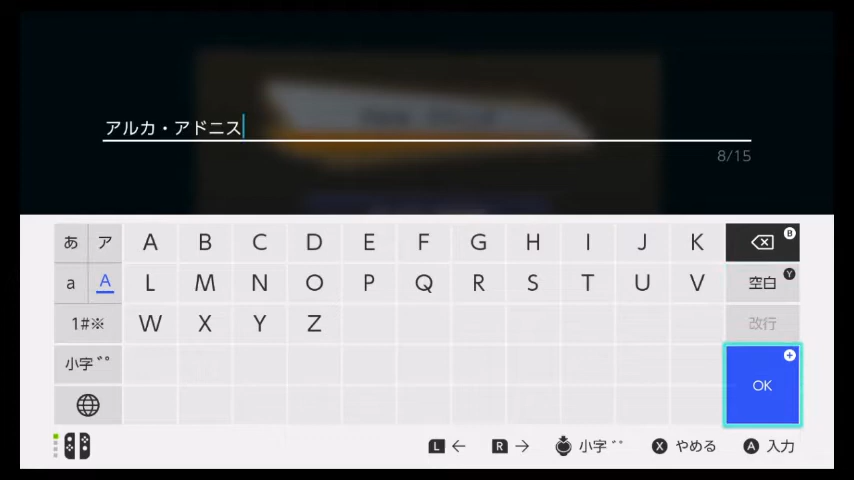 アルカ・アドニス
8/15
あ ア A B C D E F G H I J K B
a A L M N O P Q R S T U V 空白 Y
1#※ W X Y Z 改行
小字 ゛゜
OK +
L ← R → 小字 ゛゜ X やめる A 入力